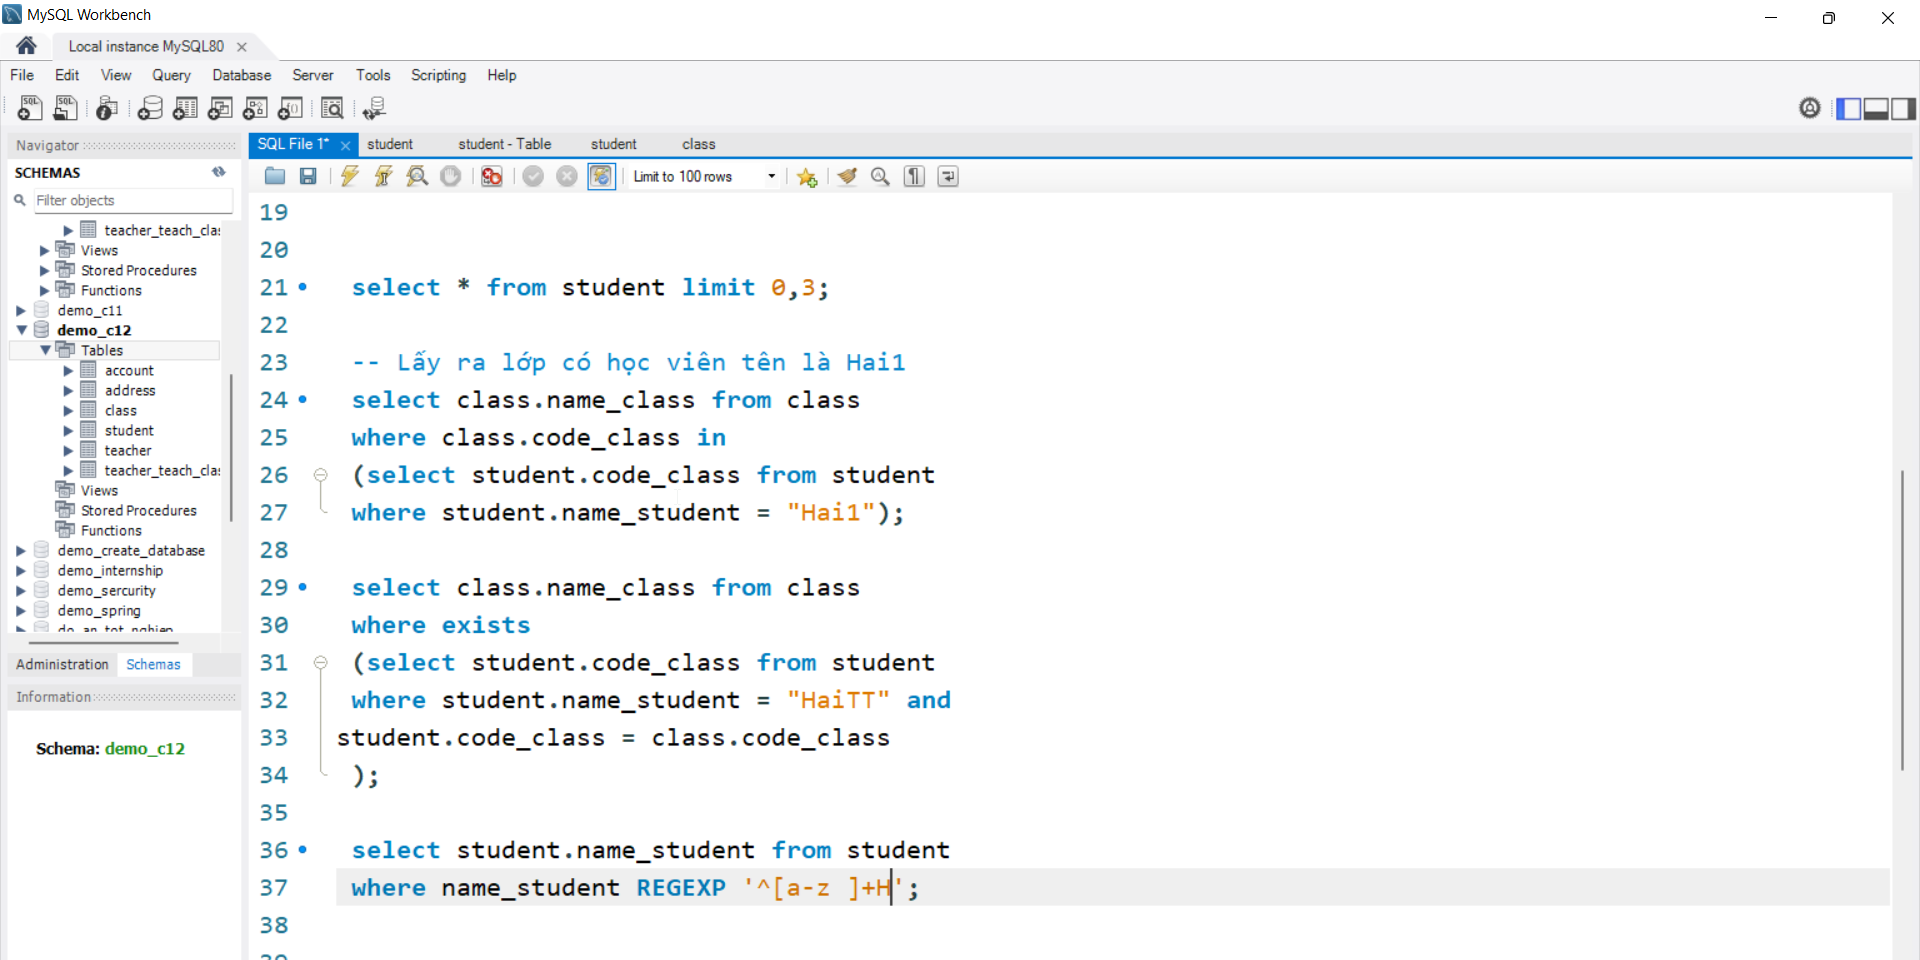 MySQL Workbench
Local instance MySQL80
File Edit View Query Database Server Tools Scripting Help
Navigator
SCHEMAS
Filter objects
teacher_teach_clas
Views
Stored Procedures
Functions
demo_c11
demo_c12
Tables
account
address
class
student
teacher
teacher_teach_clas
Views
Stored Procedures
Functions
demo_create_database
demo_internship
demo_sercurity
demo_spring
do_an_tot_nghiep
Administration Schemas
Information
Schema: demo_c12
SQL File 1* student student - Table student class
Limit to 100 rows
19
20
21 select * from student limit 0,3;
22
23 -- Lấy ra lớp có học viên tên là Hai1
24 select class.name_class from class
25 where class.code_class in
26 (select student.code_class from student
27 where student.name_student = "Hai1");
28
29 select class.name_class from class
30 where exists
31 (select student.code_class from student
32 where student.name_student = "HaiTT" and
33 student.code_class = class.code_class
34 );
35
36 select student.name_student from student
37 where name_student REGEXP '^[a-z ]+H';
38